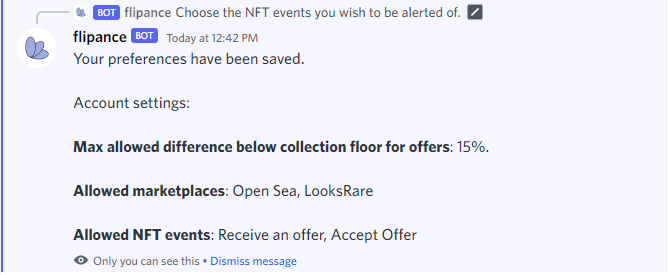 BOT flipance Choose the NFT events you wish to be alerted of.
flipance BOT Today at 12:42 PM
Your preferences have been saved.
Account settings:
Max allowed difference below collection floor for offers: 15%.
Allowed marketplaces: Open Sea, LooksRare
Allowed NFT events: Receive an offer, Accept Offer
Only you can see this • Dismiss message